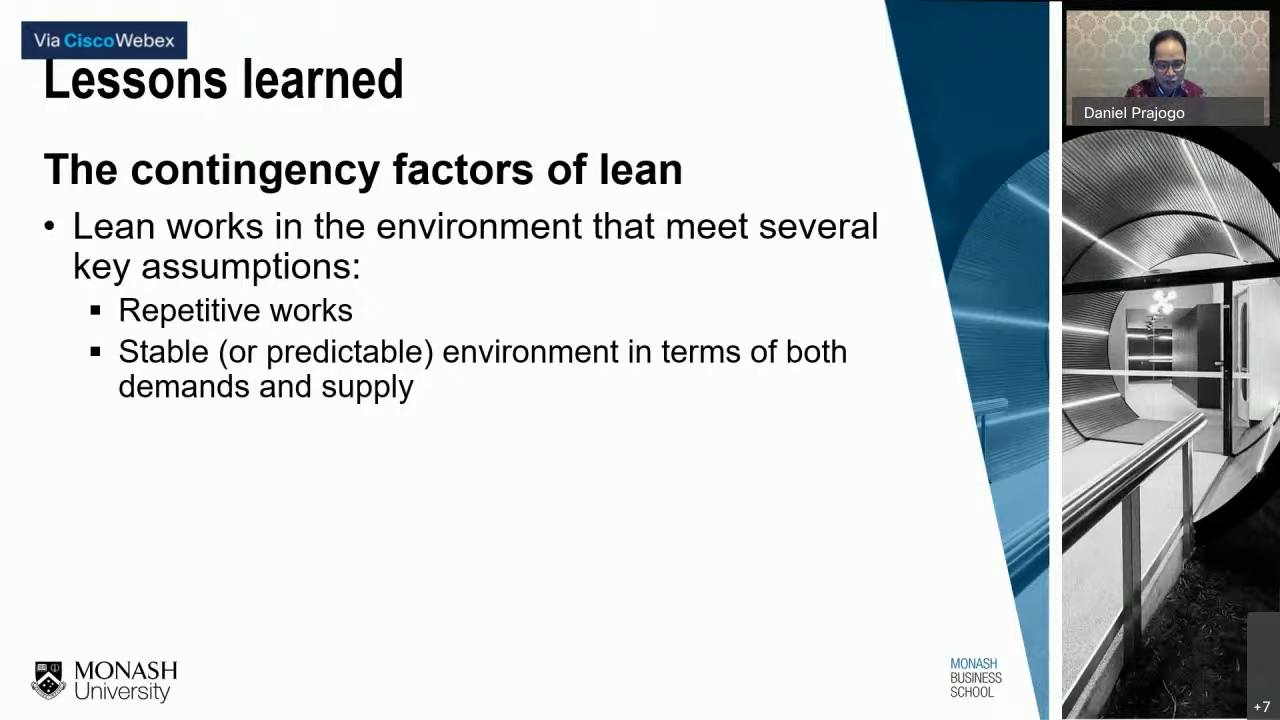 Via CiscoWebex
Lessons learned
Daniel Prajogo
The contingency factors of lean
• Lean works in the environment that meet several
key assumptions:
▪ Repetitive works
▪ Stable (or predictable) environment in terms of both
demands and supply
MONASH
University
MONASH
BUSINESS
SCHOOL
+7